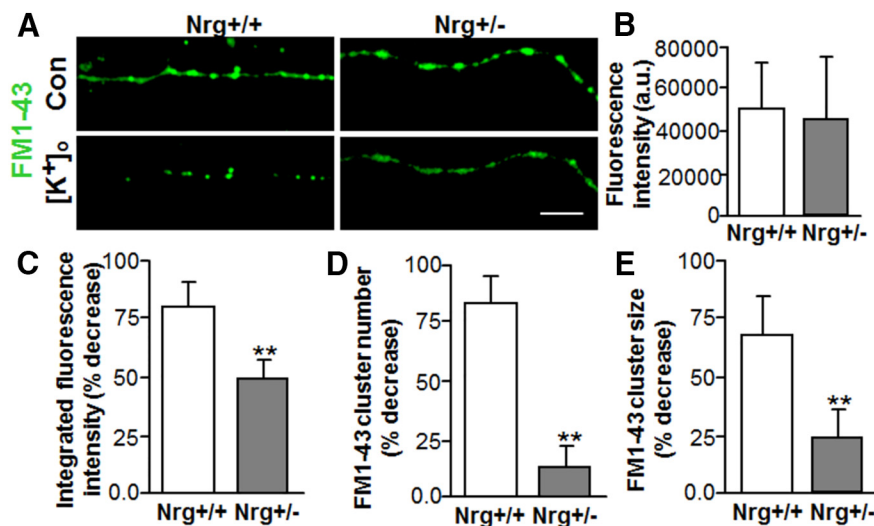 A
Nrg+/+
Nrg+/-
FM1-43
Con
[K+]o
B
Fluorescence
intensity (a.u.)
80000
60000
40000
20000
0
Nrg+/+ Nrg+/-
C
Integrated fluorescence
intensity (% decrease)
100
75
50
25
0.0
**
Nrg+/+ Nrg+/-
D
FM1-43 cluster number
(% decrease)
100
75
50
25
0.0
**
Nrg+/+ Nrg+/-
E
FM1-43 cluster size
(% decrease)
100
75
50
25
0.0
**
Nrg+/+ Nrg+/-